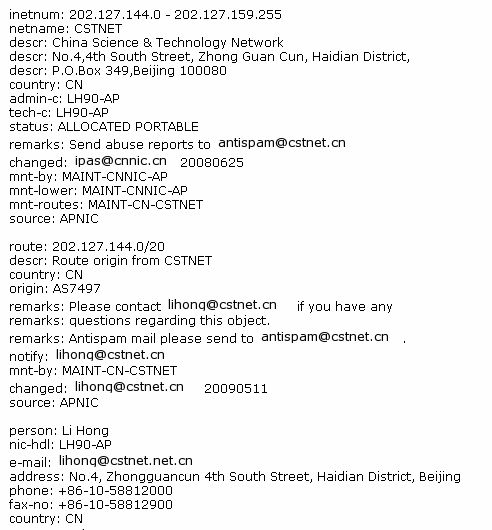 inetnum: 202.127.144.0 - 202.127.159.255
netname: CSTNET
descr: China Science & Technology Network
descr: No.4,4th South Street, Zhong Guan Cun, Haidian District,
descr: P.O.Box 349,Beijing 100080
country: CN
admin-c: LH90-AP
tech-c: LH90-AP
status: ALLOCATED PORTABLE
remarks: Send abuse reports to antispam@cstnet.cn
changed: ipas@cnnic.cn 20080625
mnt-by: MAINT-CNNIC-AP
mnt-lower: MAINT-CNNIC-AP
mnt-routes: MAINT-CN-CSTNET
source: APNIC
route: 202.127.144.0/20
descr: Route origin from CSTNET
country: CN
origin: AS7497
remarks: Please contact lihong@cstnet.cn if you have any
remarks: questions regarding this object.
remarks: Antispam mail please send to antispam@cstnet.cn .
notify: lihong@cstnet.cn
mnt-by: MAINT-CN-CSTNET
changed: lihong@cstnet.cn 20090511
source: APNIC
person: Li Hong
nic-hdl: LH90-AP
e-mail: lihong@cstnet.net.cn
address: No.4, Zhongguancun 4th South Street, Haidian District, Beijing
phone: +86-10-58812000
fax-no: +86-10-58812900
country: CN